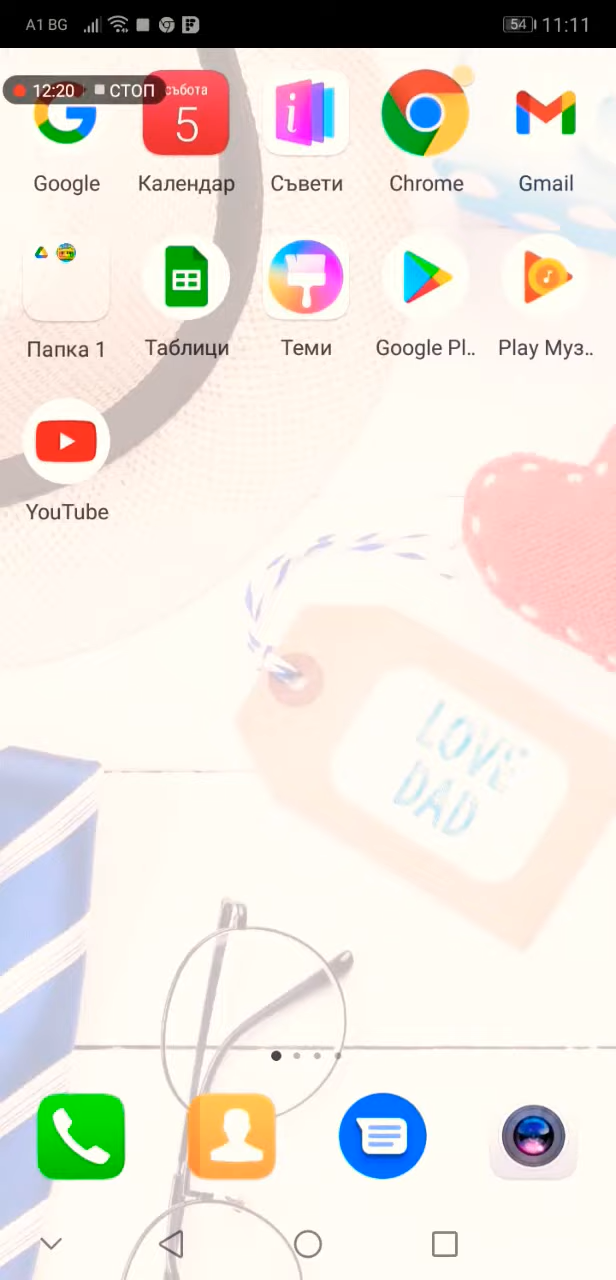 A1 BG
54
11:11
12:20
СТОП
събота
5
Google
Календар
Съвети
Chrome
Gmail
Папка 1
Таблици
Теми
Google Pl..
Play Муз..
YouTube
LOVE
DAD